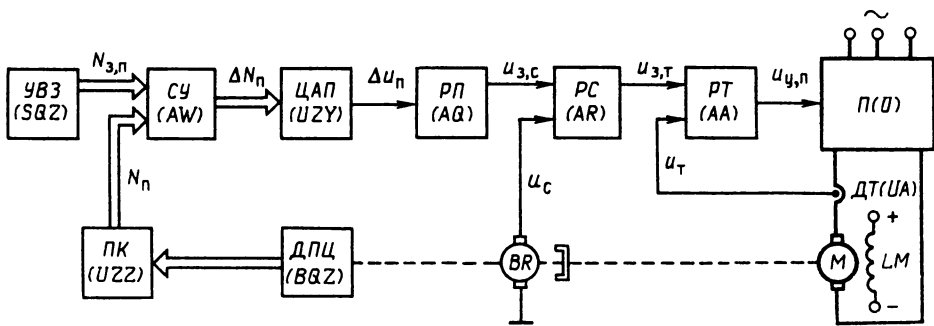 ~
N з,п
ΔN п
Δu п
u з,с
u з,т
u у,п
УВЗ
(SQZ)
СУ
(AW)
ЦАП
(UZY)
РП
(AQ)
РС
(AR)
РТ
(AA)
П(U)
N п
u с
u т
ДТ(UA)
+
ПК
(UZZ)
ДПЦ
(BQZ)
BR
M
LM
−